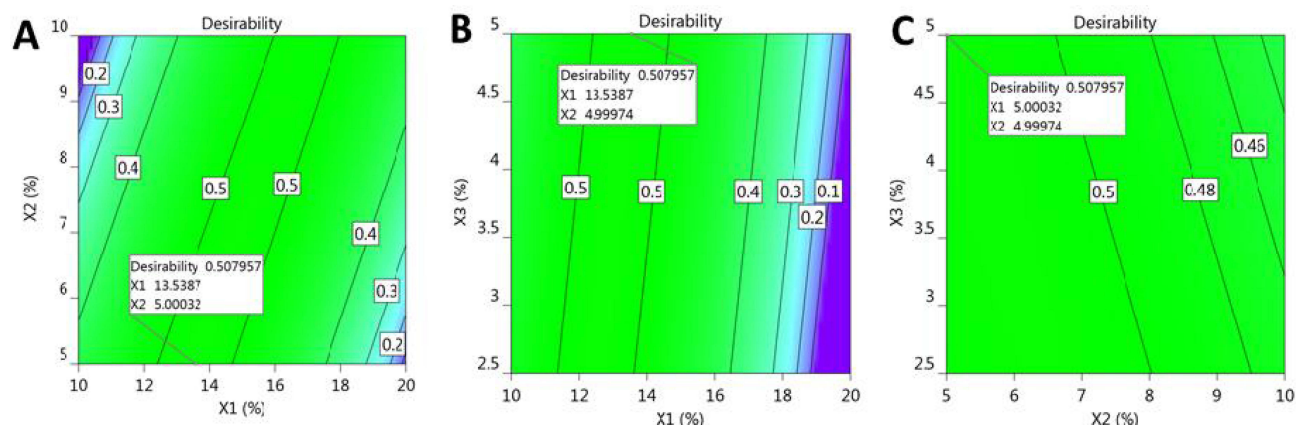 A
Desirability
10
9
8
7
6
5
X2 (%)
0.2
0.3
0.4
0.5
0.5
0.4
0.3
0.2
Desirability 0.507957
X1 13.5387
X2 5.00032
10 12 14 16 18 20
X1 (%)
B
Desirability
5
4.5
4
3.5
3
2.5
X3 (%)
Desirability 0.507957
X1 13.5387
X2 4.99974
0.5
0.5
0.4
0.3
0.1
0.2
10 12 14 16 18 20
X1 (%)
C
Desirability
5
4.5
4
3.5
3
2.5
X3 (%)
Desirability 0.507957
X1 5.00032
X2 4.99974
0.46
0.5
0.48
5 6 7 8 9 10
X2 (%)